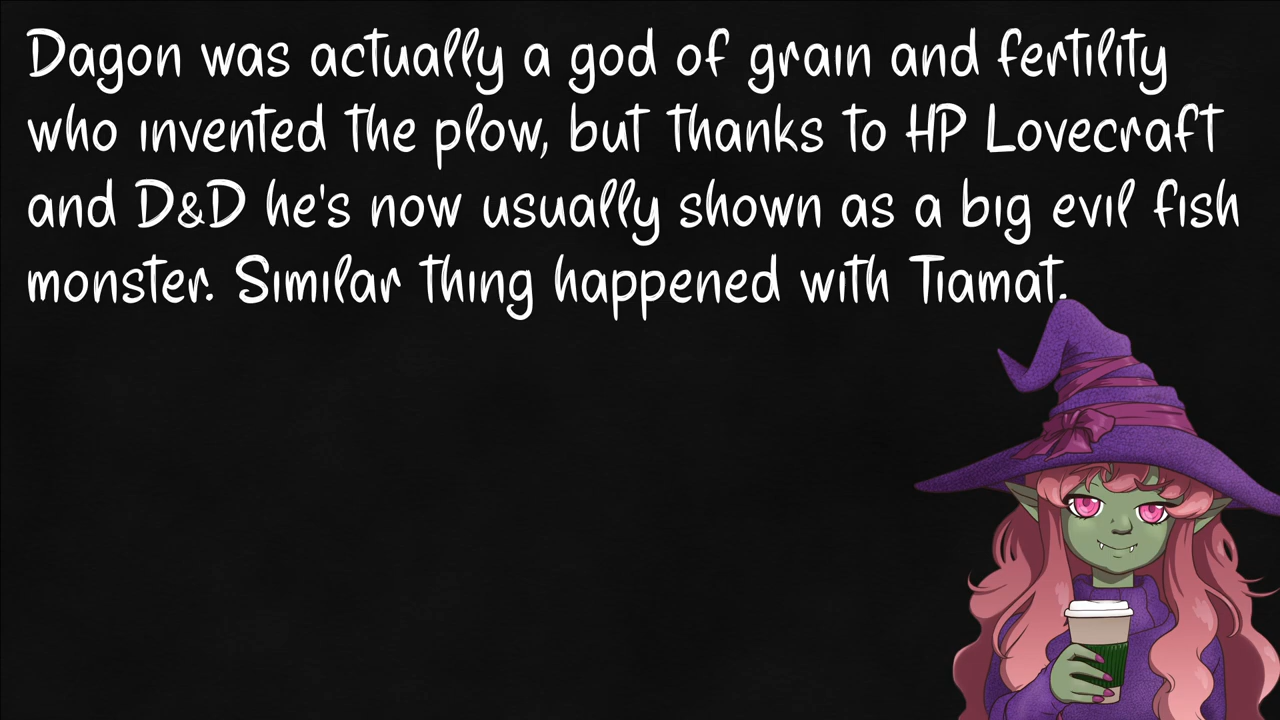 Dagon was actually a god of grain and fertility
who invented the plow, but thanks to HP Lovecraft
and D&D he's now usually shown as a big evil fish
monster. Similar thing happened with Tiamat.